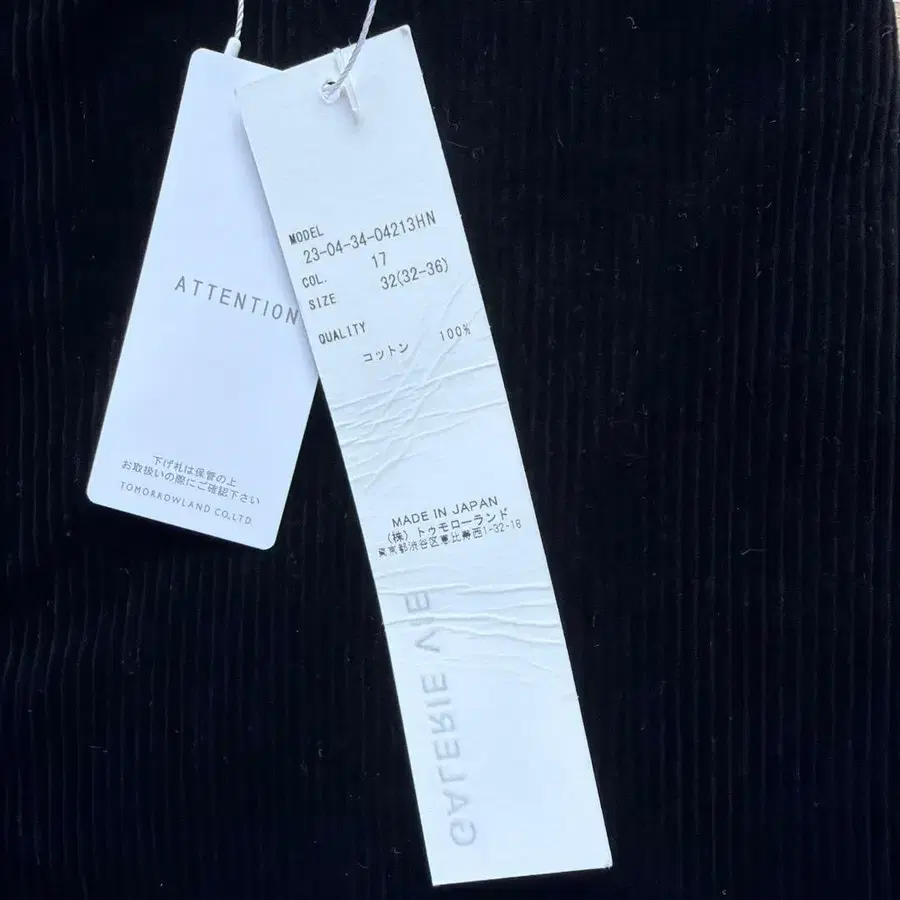 ATTENTION
下げ札は保管の上
お取扱いの際にご確認下さい
TOMORROWLAND CO.,LTD.
MODEL
23-04-34-04213HN
COL. 17
SIZE 32(32-36)
QUALITY
コットン 100%
MADE IN JAPAN
(株)トゥモローランド
東京都渋谷区恵比寿西1-32-18
GALERIE VIE